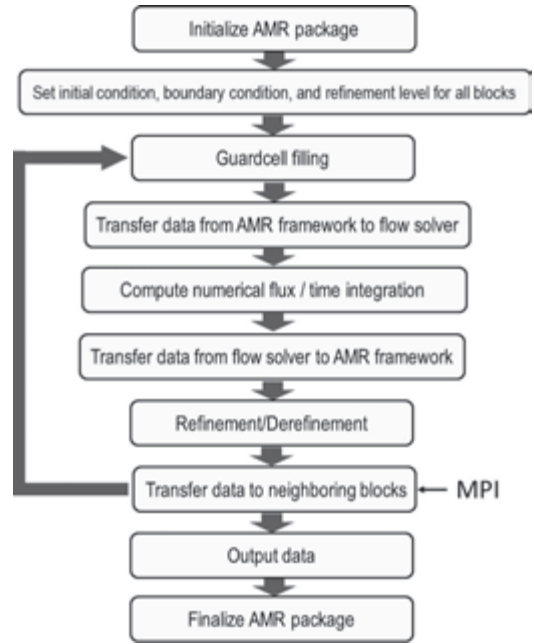 Initialize AMR package
Set initial condition, boundary condition, and refinement level for all blocks
Guardcell filling
Transfer data from AMR framework to flow solver
Compute numerical flux / time integration
Transfer data from flow solver to AMR framework
Refinement/Derefinement
Transfer data to neighboring blocks
MPI
Output data
Finalize AMR package